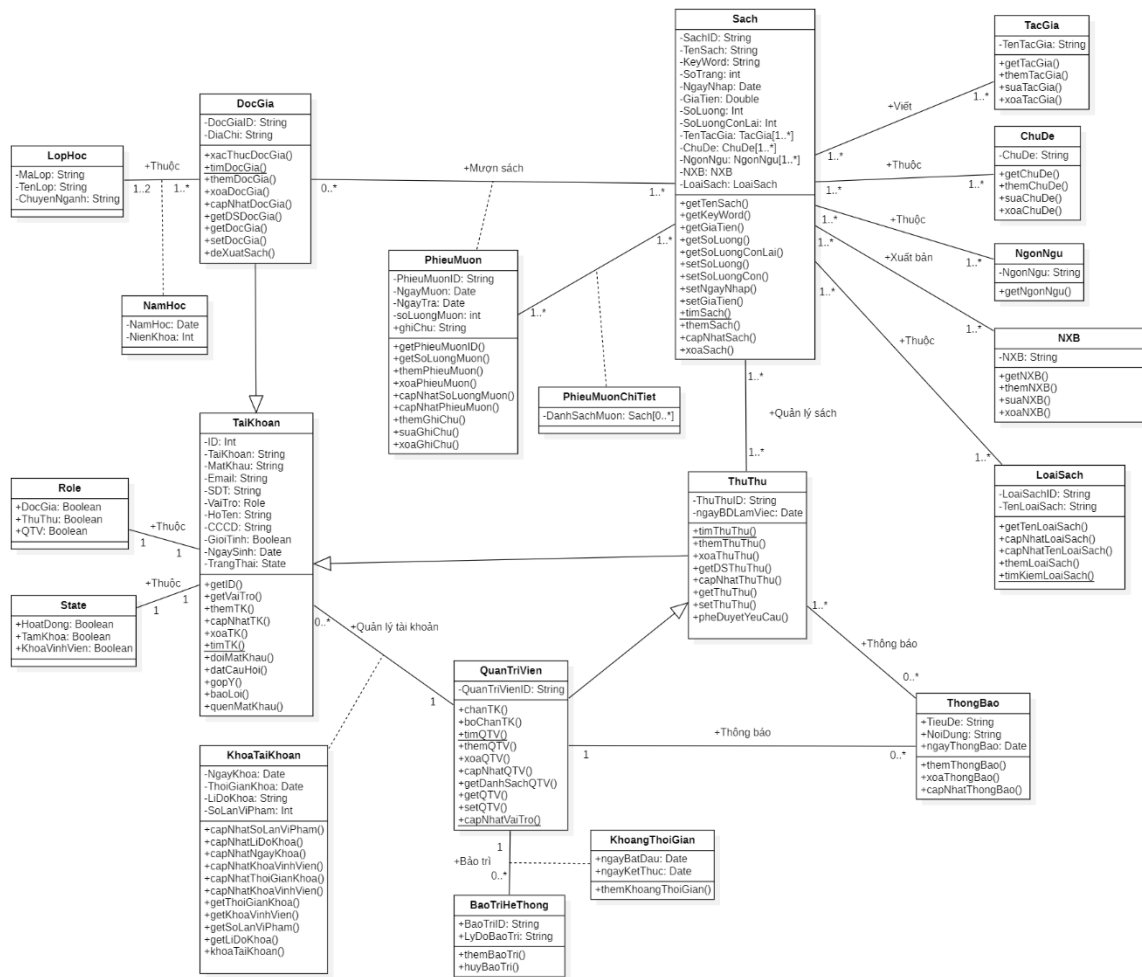 Sach
-SachID: String
-TenSach: String
-KeyWord: String
-SoTrang: int
-NgayNhap: Date
-GiaTien: Double
-SoLuong: Int
-SoLuongConLai: Int
-TenTacGia: TacGia[1..*]
-ChuDe: ChuDe[1..*]
-NgonNgu: NgonNgu[1..*]
-NXB: NXB
-LoaiSach: LoaiSach
+getTenSach()
+getKeyWord()
+getGiaTien()
+getSoLuong()
+getSoLuongConLai()
+setSoLuong()
+setSoLuongCon()
+setNgayNhap()
+setGiaTien()
+timSach()
+themSach()
+capNhatSach()
+xoaSach()
TacGia
-TenTacGia: String
+getTacGia()
+themTacGia()
+suaTacGia()
+xoaTacGia()
+Viết
1..*
1..*
ChuDe
-ChuDe: String
+getChuDe()
+themChuDe()
+suaChuDe()
+xoaChuDe()
+Thuộc
1..*
1..*
NgonNgu
-NgonNgu: String
+getNgonNgu()
+Thuộc
1..*
1..*
NXB
-NXB: String
+getNXB()
+themNXB()
+suaNXB()
+xoaNXB()
+Xuất bản
1..*
1..*
LoaiSach
-LoaiSachID: String
-TenLoaiSach: String
+getTenLoaiSach()
+capNhatLoaiSach()
+capNhatTenLoaiSach()
+themLoaiSach()
+timKiemLoaiSach()
+Thuộc
1..*
1..*
DocGia
-DocGiaID: String
-DiaChi: String
+xacThucDocGia()
+timDocGia()
+themDocGia()
+xoaDocGia()
+capNhatDocGia()
+getDSDocGia()
+getDocGia()
+setDocGia()
+deXuatSach()
LopHoc
-MaLop: String
-TenLop: String
-ChuyenNganh: String
+Thuộc
1..2
1..*
NamHoc
-NamHoc: Date
-NienKhoa: Int
+Mượn sách
0..*
1..*
PhieuMuon
-PhieuMuonID: String
-NgayMuon: Date
-NgayTra: Date
-soLuongMuon: int
+ghiChu: String
+getPhieuMuonID()
+getSoLuongMuon()
+themPhieuMuon()
+xoaPhieuMuon()
+capNhatSoLuongMuon()
+capNhatPhieuMuon()
+themGhiChu()
+suaGhiChu()
+xoaGhiChu()
1..*
1..*
PhieuMuonChiTiet
-DanhSachMuon: Sach[0..*]
1..*
+Quản lý sách
1..*
TaiKhoan
-ID: Int
-TaiKhoan: String
-MatKhau: String
-Email: String
-SDT: String
-VaiTro: Role
-HoTen: String
-CCCD: String
-GioiTinh: Boolean
-NgaySinh: Date
-TrangThai: State
+getID()
+getVaiTro()
+themTK()
+capNhatTK()
+xoaTK()
+timTK()
+doiMatKhau()
+datCauHoi()
+gopY()
+baoLoi()
+quenMatKhau()
Role
+DocGia: Boolean
+ThuThu: Boolean
+QTV: Boolean
+Thuộc
1
1
State
+HoatDong: Boolean
+TamKhoa: Boolean
+KhoaVinhVien: Boolean
+Thuộc
1
1
ThuThu
-ThuThuID: String
-ngayBDLamViec: Date
+timThuThu()
+themThuThu()
+xoaThuThu()
+getDSThuThu()
+capNhatThuThu()
+getThuThu()
+setThuThu()
+pheDuyetYeuCau()
0..*
+Quản lý tài khoản
1
1..*
+Thông báo
0..*
QuanTriVien
-QuanTriVienID: String
+chanTK()
+boChanTK()
+timQTV()
+themQTV()
+xoaQTV()
+capNhatQTV()
+getDanhSachQTV()
+getQTV()
+setQTV()
+capNhatVaiTro()
+Thông báo
1
0..*
ThongBao
+TieuDe: String
+NoiDung: String
+ngayThongBao: Date
+themThongBao()
+xoaThongBao()
+capNhatThongBao()
KhoaTaiKhoan
-NgayKhoa: Date
-ThoiGianKhoa: Date
-LiDoKhoa: String
-SoLanViPham: Int
+capNhatSoLanViPham()
+capNhatLiDoKhoa()
+capNhatNgayKhoa()
+capNhatKhoaVinhVien()
+capNhatThoiGianKhoa()
+capNhatKhoaVinhVien()
+getThoiGianKhoa()
+getKhoaVinhVien()
+getSoLanViPham()
+getLiDoKhoa()
+khoaTaiKhoan()
1
+Bảo trì
0..*
KhoangThoiGian
+ngayBatDau: Date
+ngayKetThuc: Date
+themKhoangThoiGian()
BaoTriHeThong
+BaoTriID: String
+LyDoBaoTri: String
+themBaoTri()
+huyBaoTri()